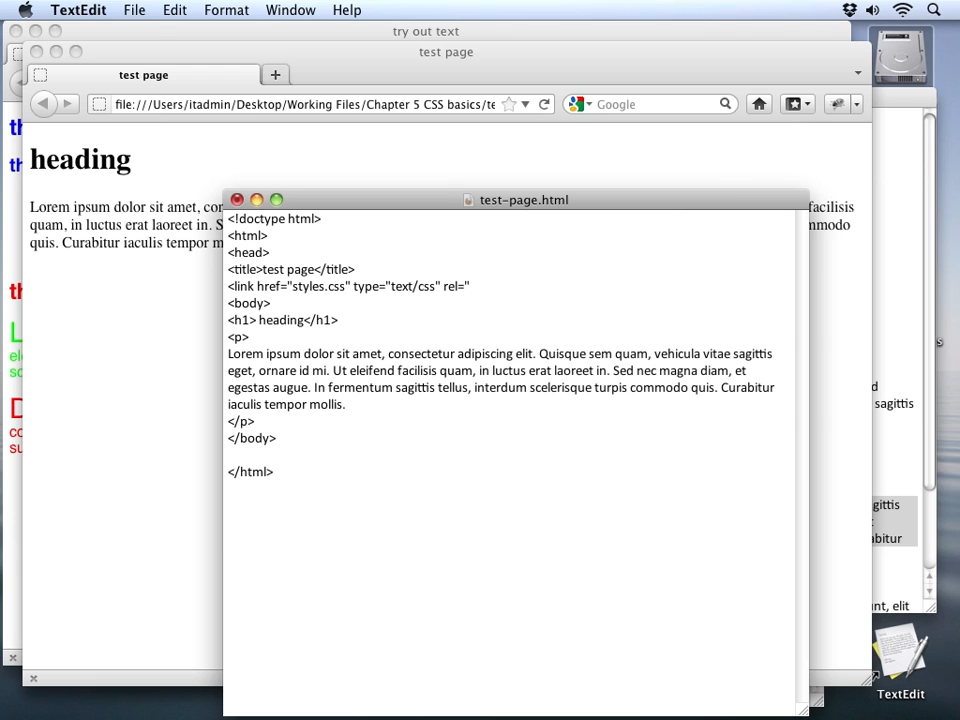 TextEdit File Edit Format Window Help
try out text
test page
test page
file:///Users/itadmin/Desktop/Working Files/Chapter 5 CSS basics/te
Google
heading
test-page.html
Lorem ipsum dolor sit amet,
facilisis
quam, in luctus erat laoreet in.
quis. Curabitur iaculis tempor
<!doctype html>
<html>
<head>
<title>test page</title>
<link href="styles.css" type="text/css" rel="
<body>
<h1> heading</h1>
<p>
Lorem ipsum dolor sit amet, consectetur adipiscing elit. Quisque sem quam, vehicula vitae sagittis
eget, ornare id mi. Ut eleifend facilisis quam, in luctus erat laoreet in. Sed nec magna diam, et
egestas augue. In fermentum sagittis tellus, interdum scelerisque turpis commodo quis. Curabitur
iaculis tempor mollis.
</p>
</body>
</html>
sagittis
elit
TextEdit